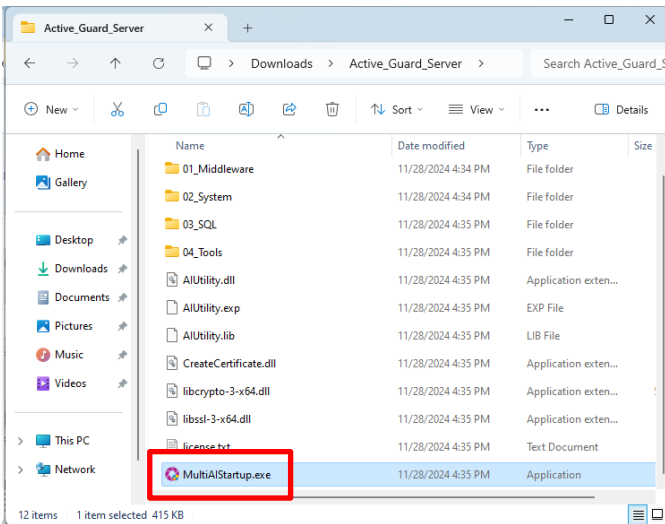 Active_Guard_Server
Downloads > Active_Guard_Server > Search Active_Guard_S
New Sort View ... Details
Name Date modified Type Size
Home
Gallery
Desktop
Downloads
Documents
Pictures
Music
Videos
This PC
Network
01_Middleware 11/28/2024 4:34 PM File folder
02_System 11/28/2024 4:34 PM File folder
03_SQL 11/28/2024 4:35 PM File folder
04_Tools 11/28/2024 4:35 PM File folder
AIUtility.dll 11/28/2024 4:35 PM Application exten...
AIUtility.exp 11/28/2024 4:35 PM EXP File
AIUtility.lib 11/28/2024 4:35 PM LIB File
CreateCertificate.dll 11/28/2024 4:35 PM Application exten...
libcrypto-3-x64.dll 11/28/2024 4:35 PM Application exten...
libssl-3-x64.dll 11/28/2024 4:35 PM Application exten...
license.txt 11/28/2024 4:35 PM Text Document
MultiAIStartup.exe 11/28/2024 4:35 PM Application
12 items 1 item selected 415 KB